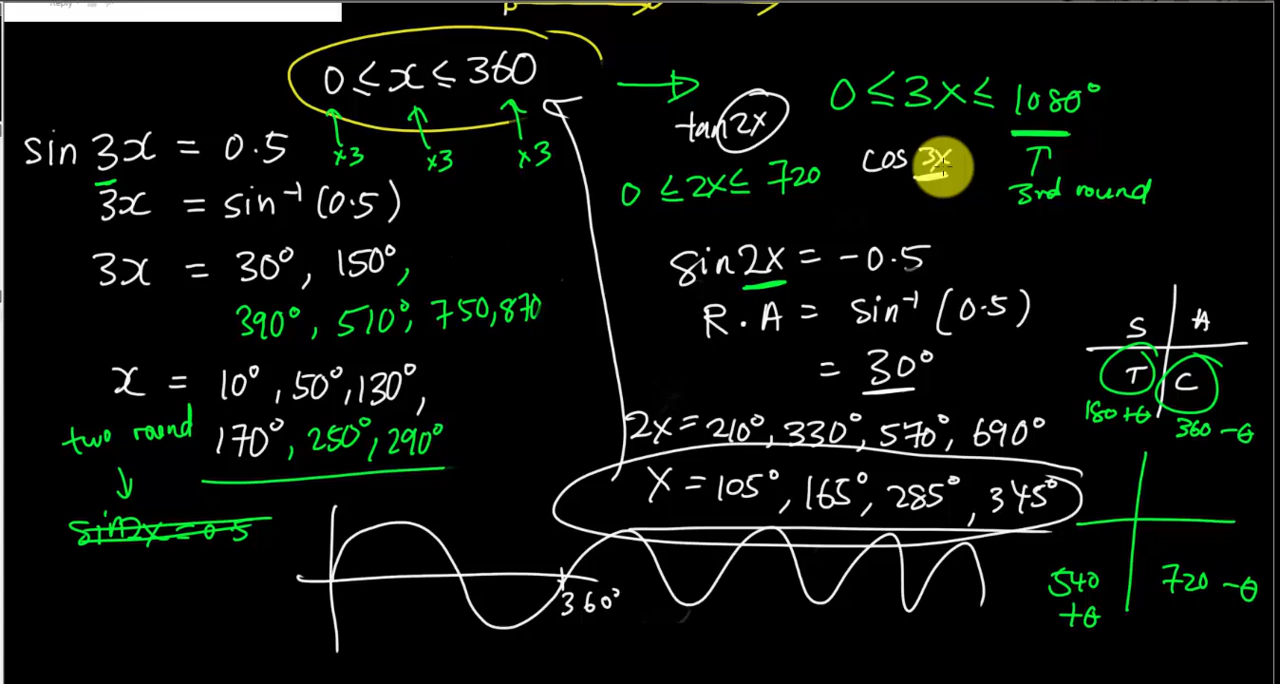 Reply
0 ≤ x ≤ 360
×3 ×3 ×3
sin 3x = 0.5
3x = sin⁻¹(0.5)
3x = 30°, 150°,
390°, 510°, 750, 870
x = 10°, 50°, 130°,
two round 170°, 250°, 290°
sin2x = 0.5
360°
tan 2x
0 ≤ 2x ≤ 720
0 ≤ 3x ≤ 1080°
cos 3x
3rd round
sin 2x = -0.5
R.A = sin⁻¹(0.5)
= 30°
2x = 210°, 330°, 570°, 690°
x = 105°, 165°, 285°, 345°
S A
T C
180+θ 360-θ
540 +θ
720-θ